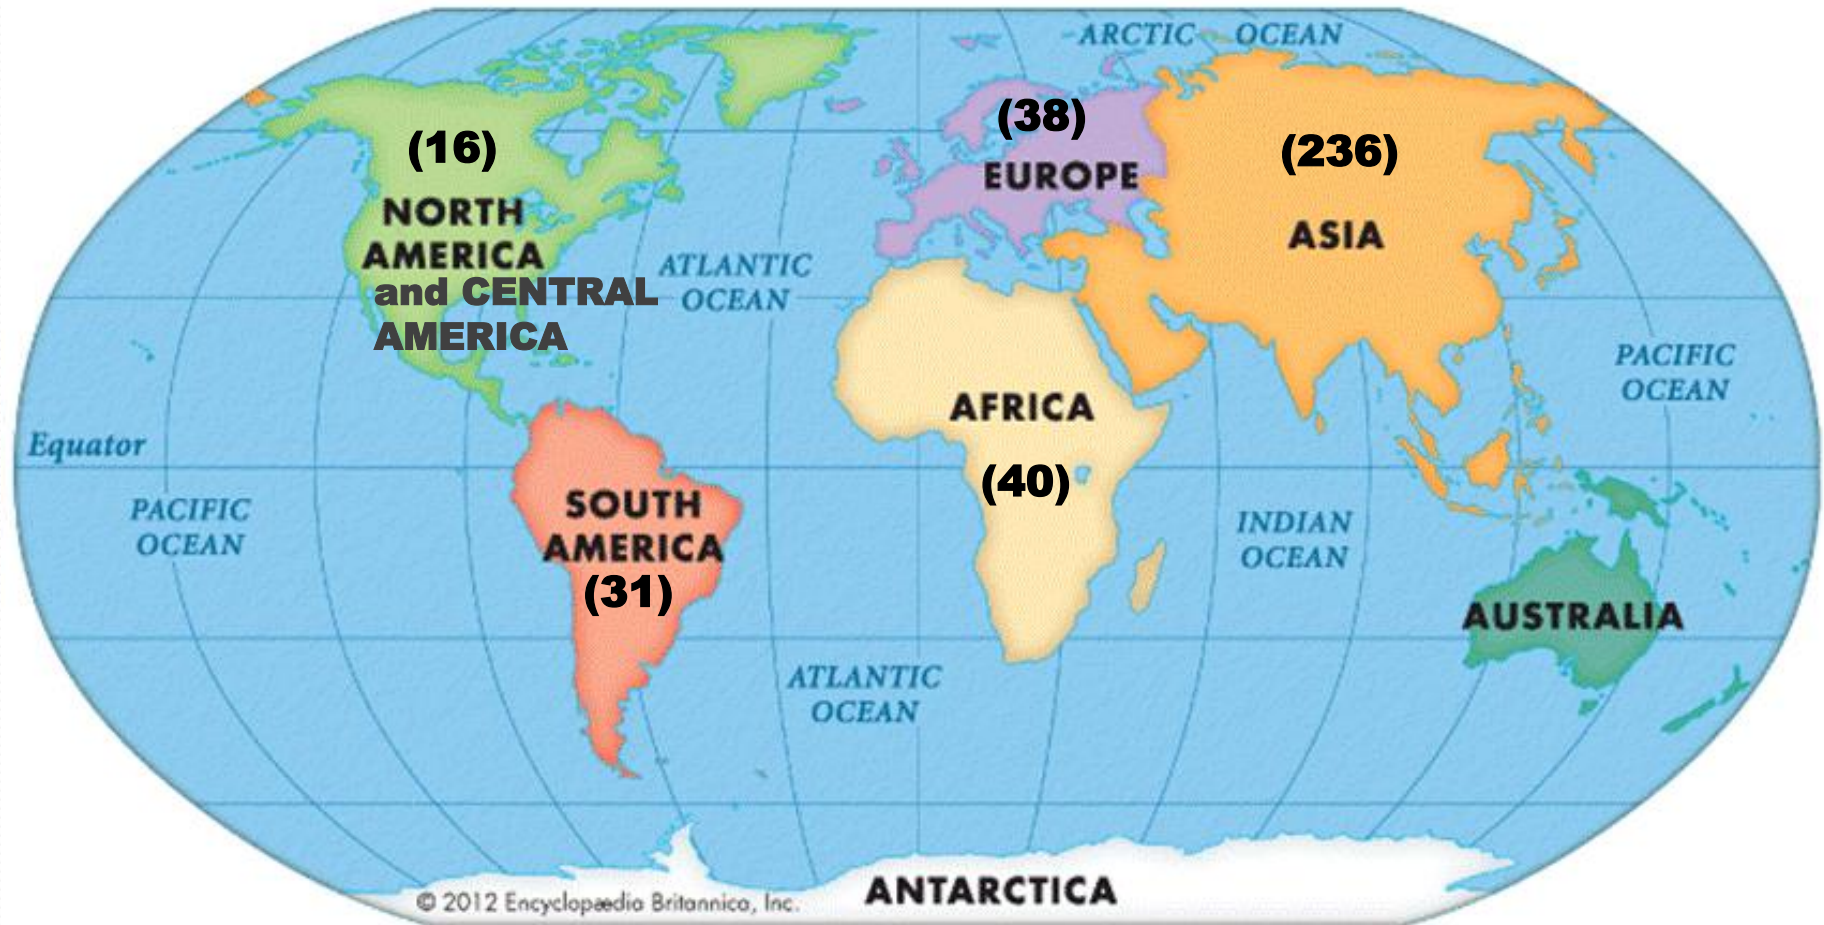 ARCTIC OCEAN
(16)
(38)
(236)
NORTH
AMERICA
and CENTRAL
AMERICA
EUROPE
ASIA
ATLANTIC
OCEAN
PACIFIC
OCEAN
AFRICA
(40)
Equator
PACIFIC
OCEAN
SOUTH
AMERICA
(31)
INDIAN
OCEAN
AUSTRALIA
ATLANTIC
OCEAN
ANTARCTICA
© 2012 Encyclopædia Britannica, Inc.